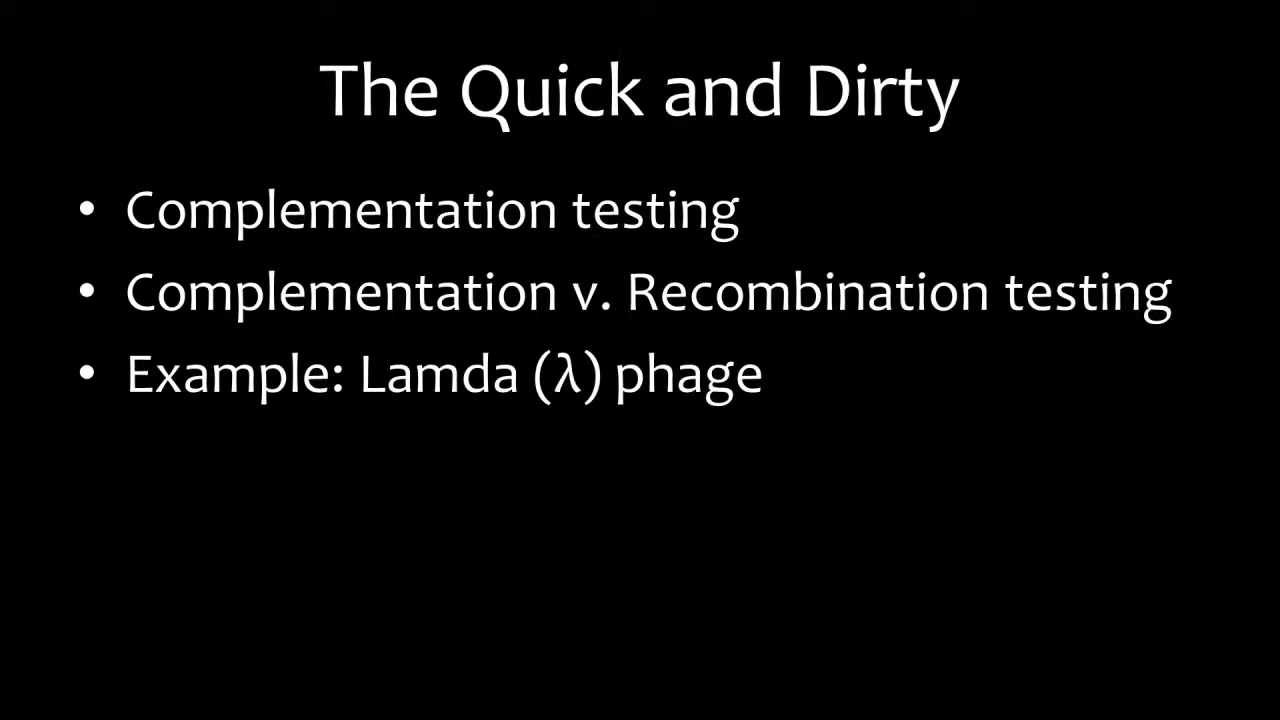 The Quick and Dirty
• Complementation testing
• Complementation v. Recombination testing
• Example: Lamda (λ) phage